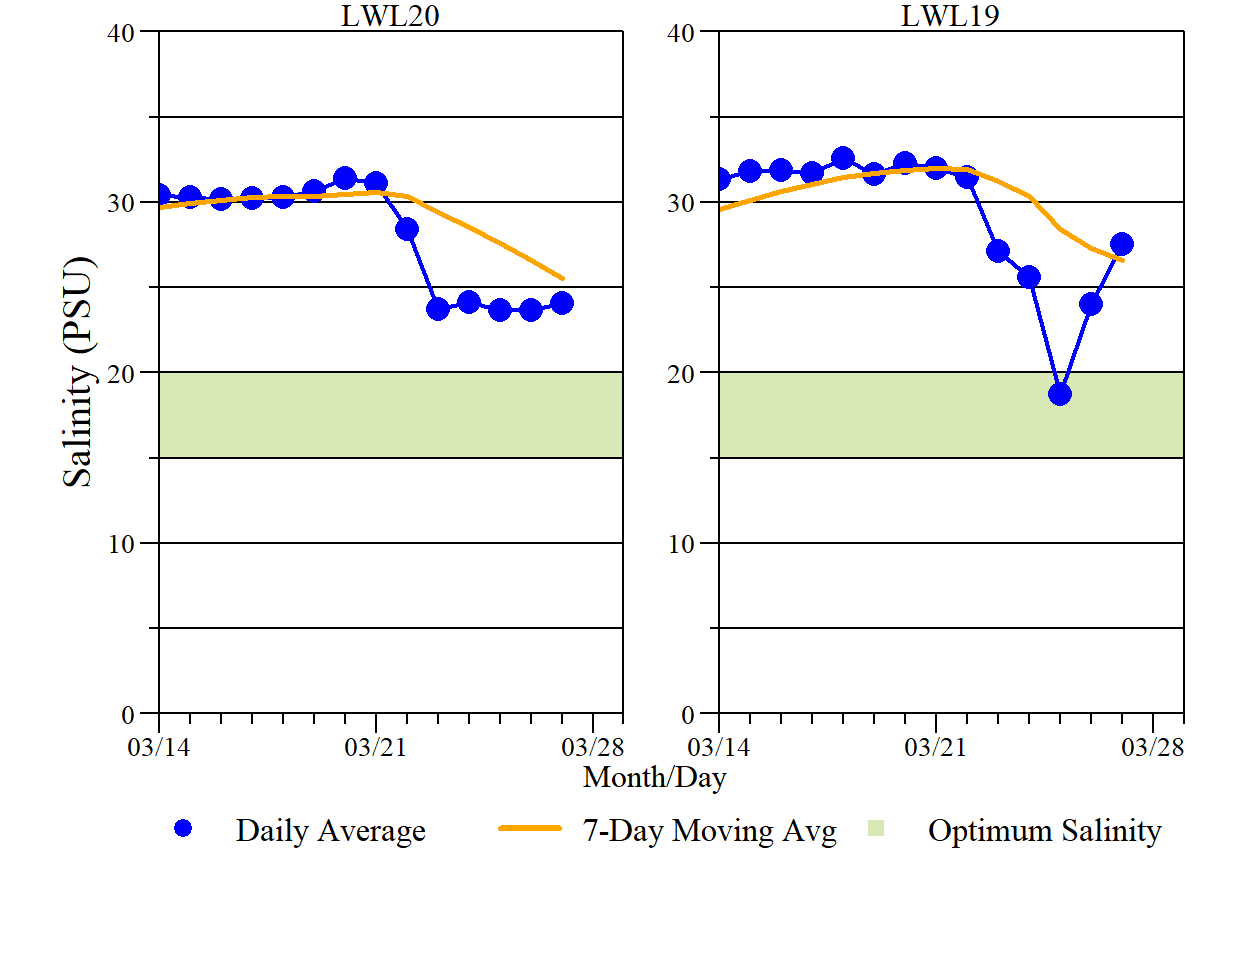 LWL20 LWL19
40 40
30 30
Salinity (PSU)
20 20
10 10
0 0
03/14 03/21 03/28 03/14 03/21 03/28
Month/Day
Daily Average 7-Day Moving Avg Optimum Salinity